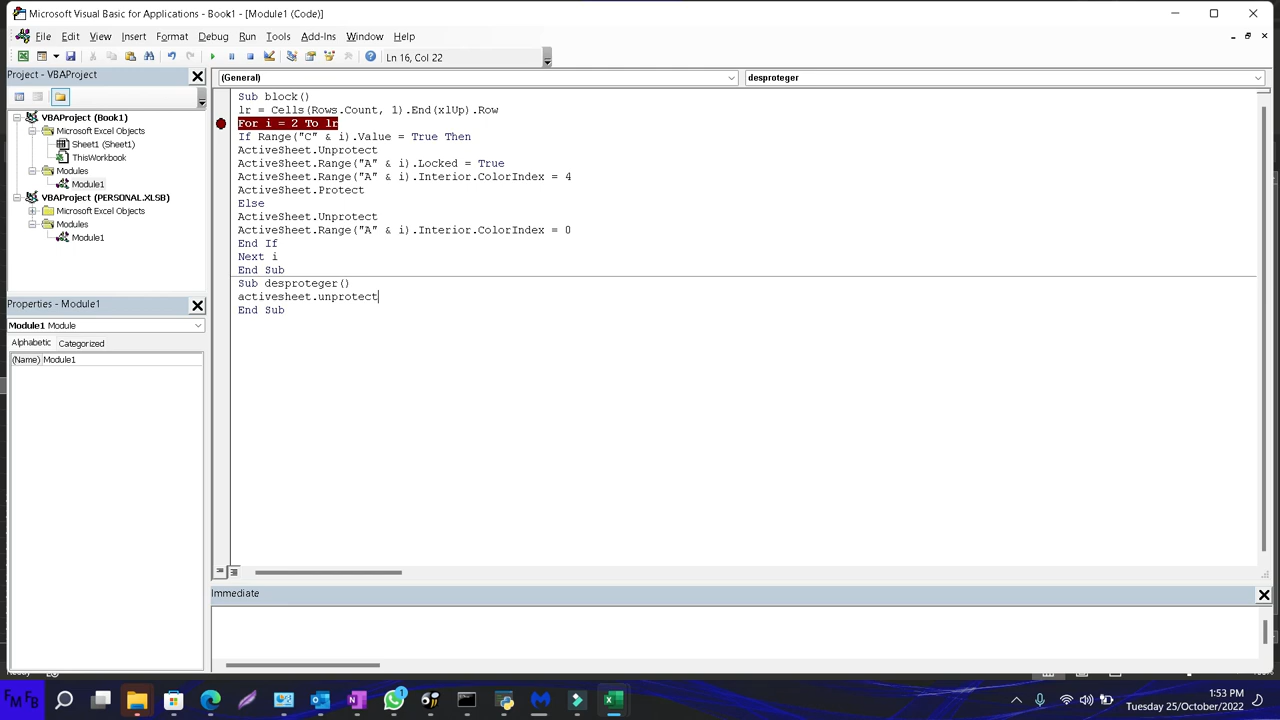 Microsoft Visual Basic for Applications - Book1 - [Module1 (Code)]
File Edit View Insert Format Debug Run Tools Add-Ins Window Help
Ln 16, Col 22
Project - VBAProject
(General)
desproteger
VBAProject (Book1)
Microsoft Excel Objects
Sheet1 (Sheet1)
ThisWorkbook
Modules
Module1
VBAProject (PERSONAL.XLSB)
Microsoft Excel Objects
Modules
Module1
Properties - Module1
Module1 Module
Alphabetic Categorized
(Name) Module1
Sub block()
lr = Cells(Rows.Count, 1).End(xlUp).Row
For i = 2 To lr
If Range("C" & i).Value = True Then
ActiveSheet.Unprotect
ActiveSheet.Range("A" & i).Locked = True
ActiveSheet.Range("A" & i).Interior.ColorIndex = 4
ActiveSheet.Protect
Else
ActiveSheet.Unprotect
ActiveSheet.Range("A" & i).Interior.ColorIndex = 0
End If
Next i
End Sub
Sub desproteger()
activesheet.unprotect
End Sub
Immediate
FMFB
1
1:53 PM
Tuesday 25/October/2022